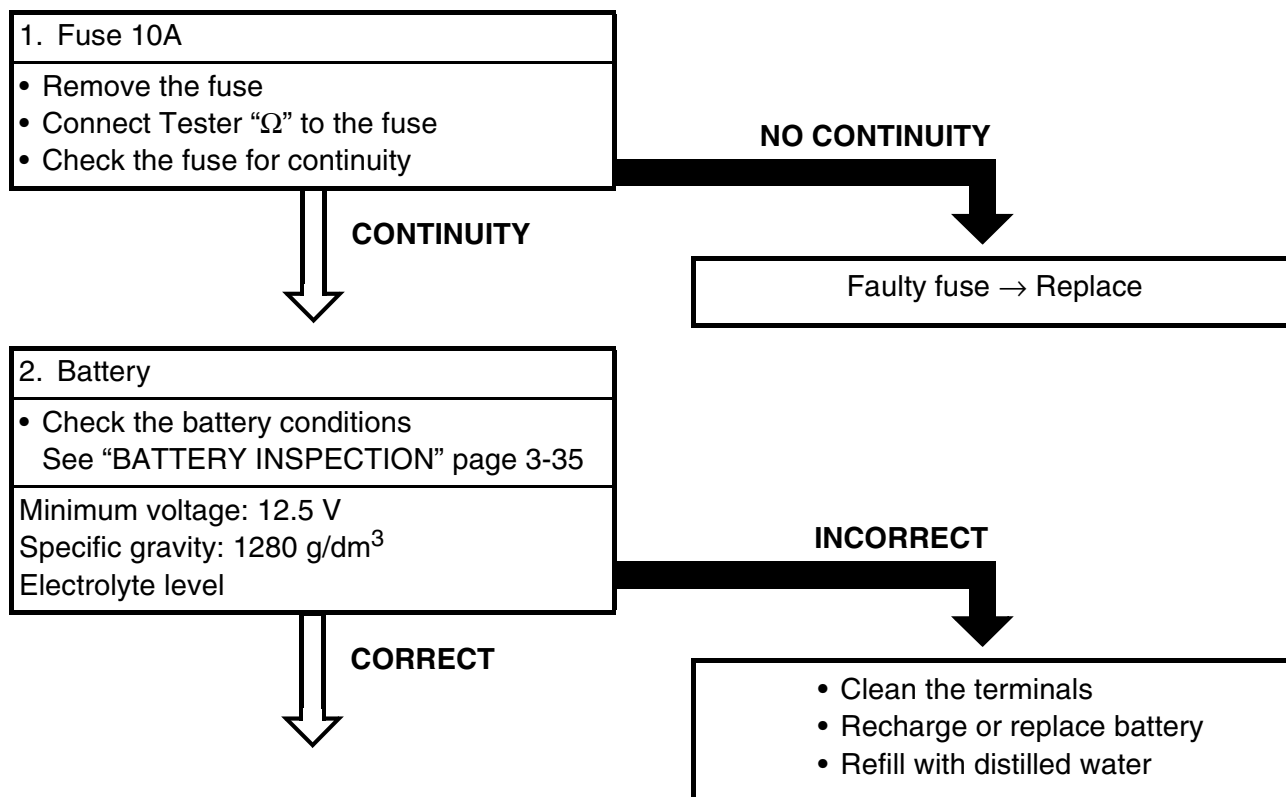 1. Fuse 10A
• Remove the fuse
• Connect Tester “Ω” to the fuse
• Check the fuse for continuity
NO CONTINUITY
CONTINUITY
Faulty fuse → Replace
2. Battery
• Check the battery conditions
See “BATTERY INSPECTION” page 3-35
Minimum voltage: 12.5 V
Specific gravity: 1280 g/dm³
Electrolyte level
INCORRECT
CORRECT
• Clean the terminals
• Recharge or replace battery
• Refill with distilled water